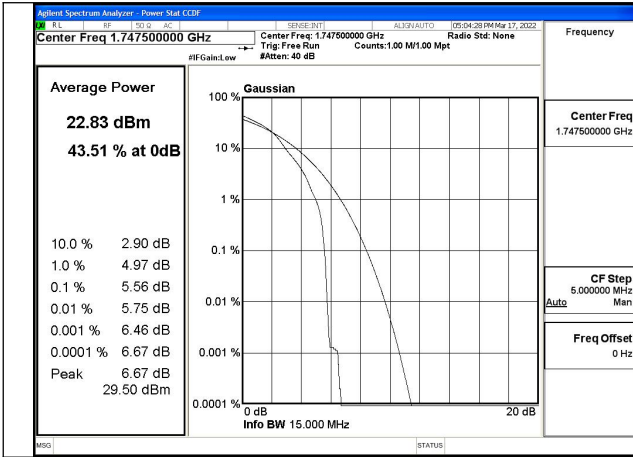 Agilent Spectrum Analyzer - Power Stat CCDF
RL RF 50 Ω AC SENSE:INT ALIGN AUTO 05:04:28 PM Mar 17, 2022
Center Freq 1.747500000 GHz
Center Freq: 1.747500000 GHz Radio Std: None
Trig: Free Run Counts:1.00 M/1.00 Mpt
#IFGain:Low #Atten: 40 dB
Frequency
Average Power
22.83 dBm
43.51 % at 0dB
10.0 % 2.90 dB
1.0 % 4.97 dB
0.1 % 5.56 dB
0.01 % 5.75 dB
0.001 % 6.46 dB
0.0001 % 6.67 dB
Peak 6.67 dB
29.50 dBm
Gaussian
100 %
10 %
1 %
0.1 %
0.01 %
0.001 %
0.0001 %
0 dB 20 dB
Info BW 15.000 MHz
Center Freq
1.747500000 GHz
CF Step
5.000000 MHz
Auto Man
Freq Offset
0 Hz
MSG STATUS